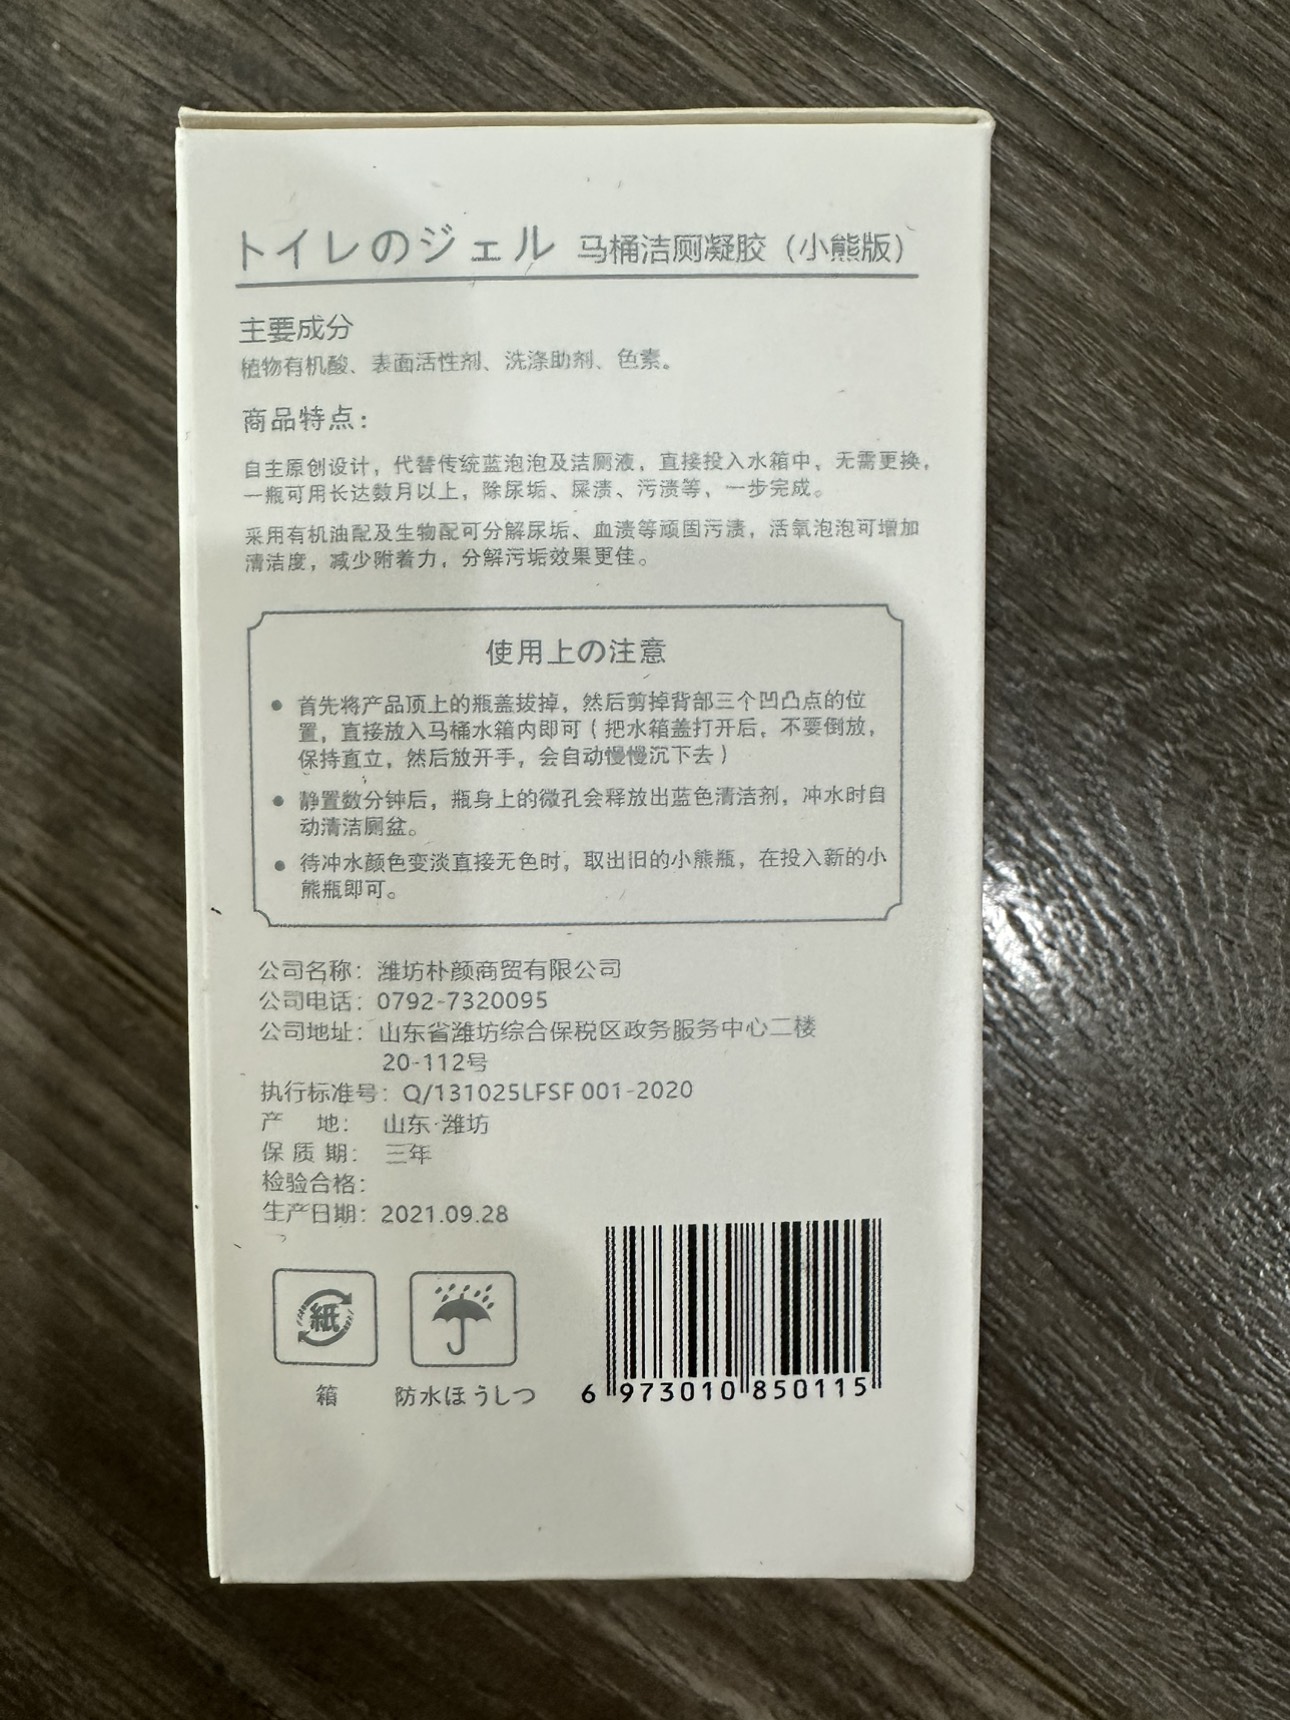 トイレのジェル 马桶洁厕凝胶（小熊版）
主要成分
植物有机酸、表面活性剂、洗涤助剂、色素。
商品特点：
自主原创设计，代替传统蓝泡泡及洁厕液，直接投入水箱中，无需更换，
一瓶可用长达数月以上，除尿垢、屎渍、污渍等，一步完成。
采用有机油配及生物配可分解尿垢、血渍等顽固污渍，活氧泡泡可增加
清洁度，减少附着力，分解污垢效果更佳。
使用上の注意
● 首先将产品顶上的瓶盖拔掉，然后剪掉背部三个凹凸点的位
置，直接放入马桶水箱内即可（把水箱盖打开后，不要倒放，
保持直立，然后放开手，会自动慢慢沉下去）
● 静置数分钟后，瓶身上的微孔会释放出蓝色清洁剂，冲水时自
动清洁厕盆。
● 待冲水颜色变淡直接无色时，取出旧的小熊瓶，在投入新的小
熊瓶即可。
公司名称：潍坊朴颜商贸有限公司
公司电话：0792-7320095
公司地址：山东省潍坊综合保税区政务服务中心二楼
20-112号
执行标准号：Q/131025LFSF 001-2020
产 地：山东·潍坊
保质期：三年
检验合格：
生产日期：2021.09.28
紙
箱 防水ほうしつ
6 973010 850115